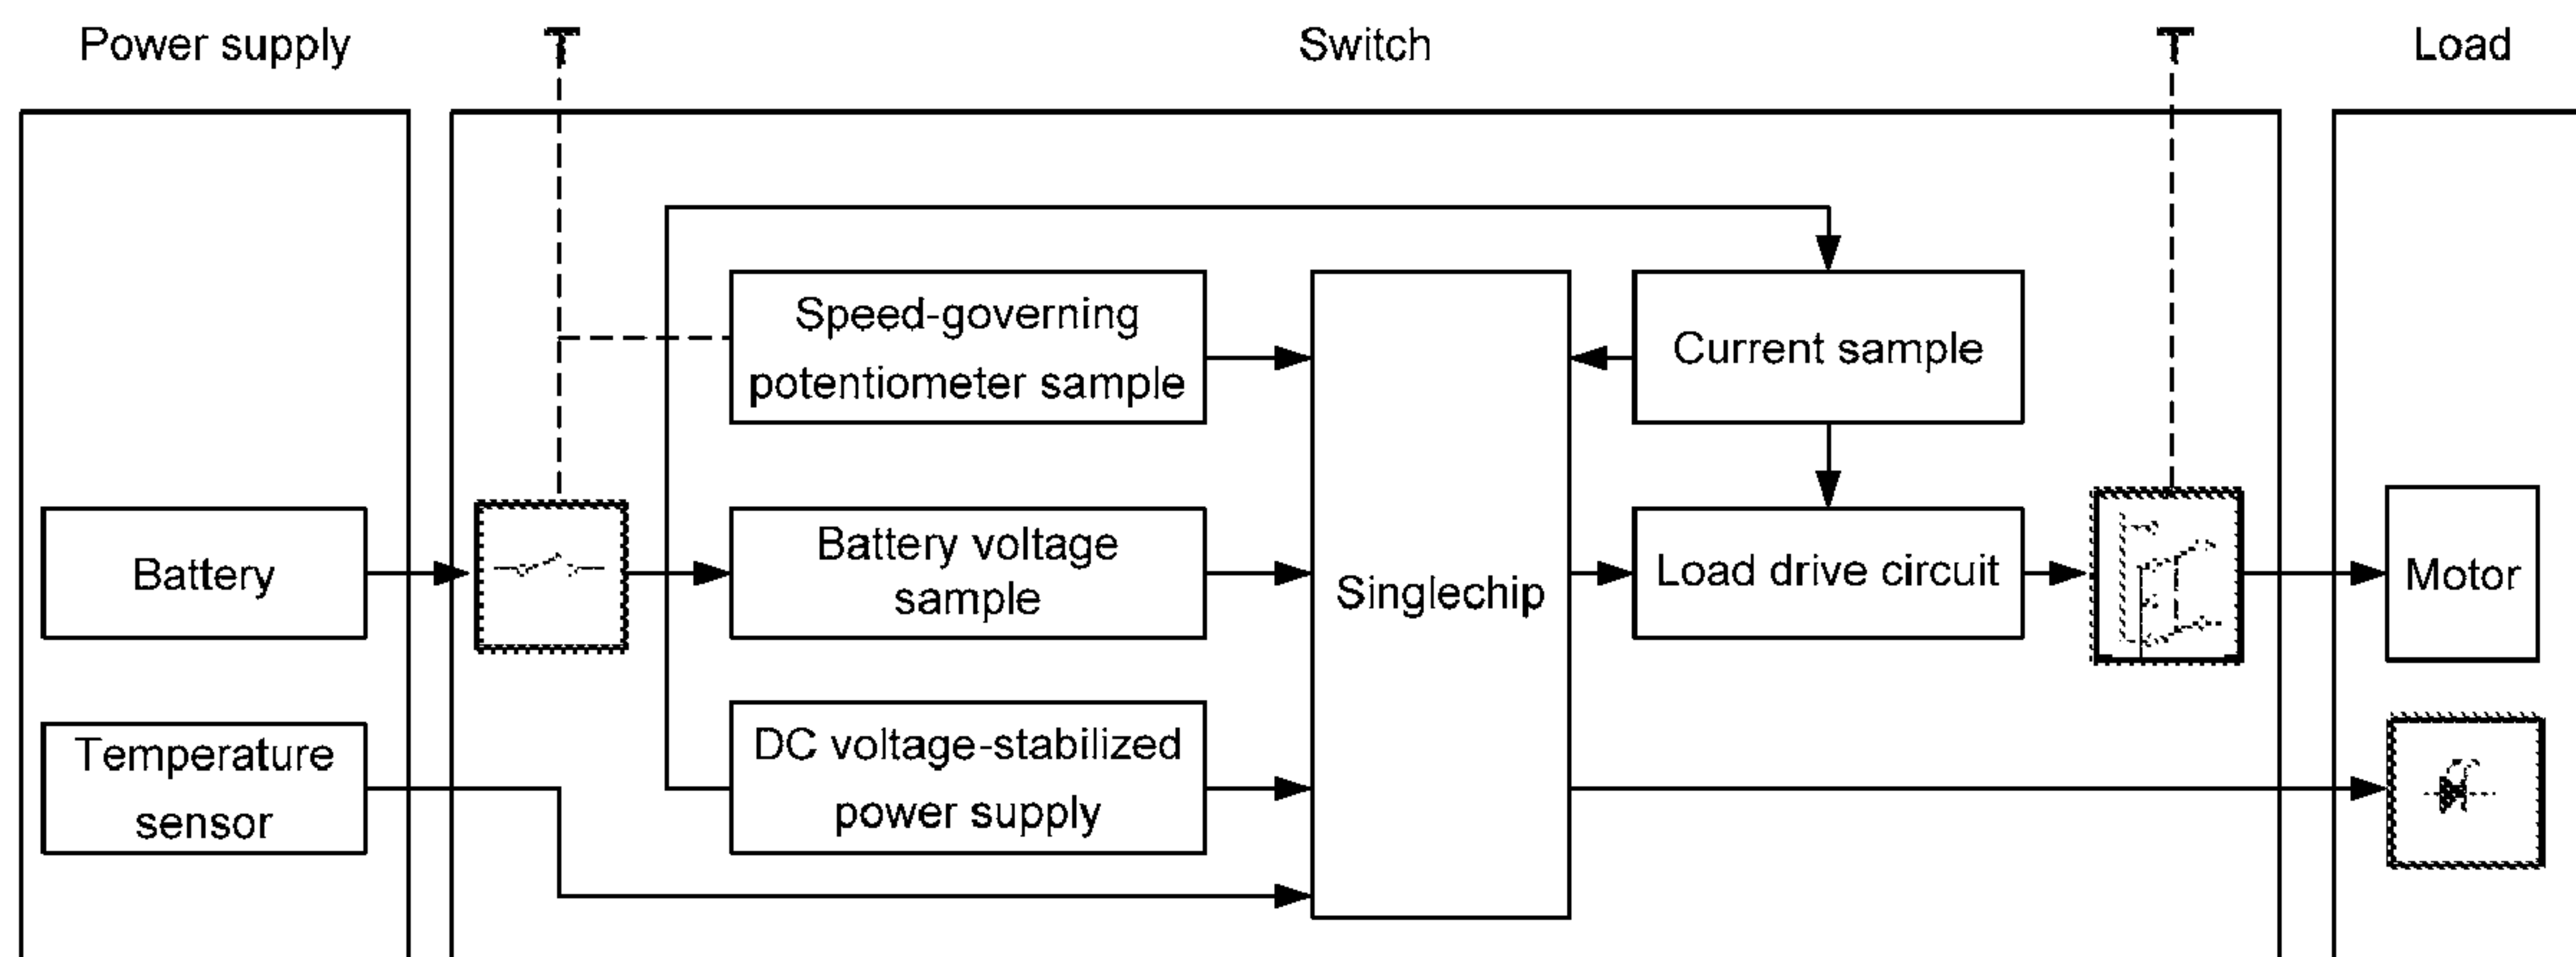 Power supply
Switch
Load
Speed-governing
potentiometer sample
Current sample
Battery
Battery voltage
sample
Singlechip
Load drive circuit
Motor
Temperature
sensor
DC voltage-stabilized
power supply